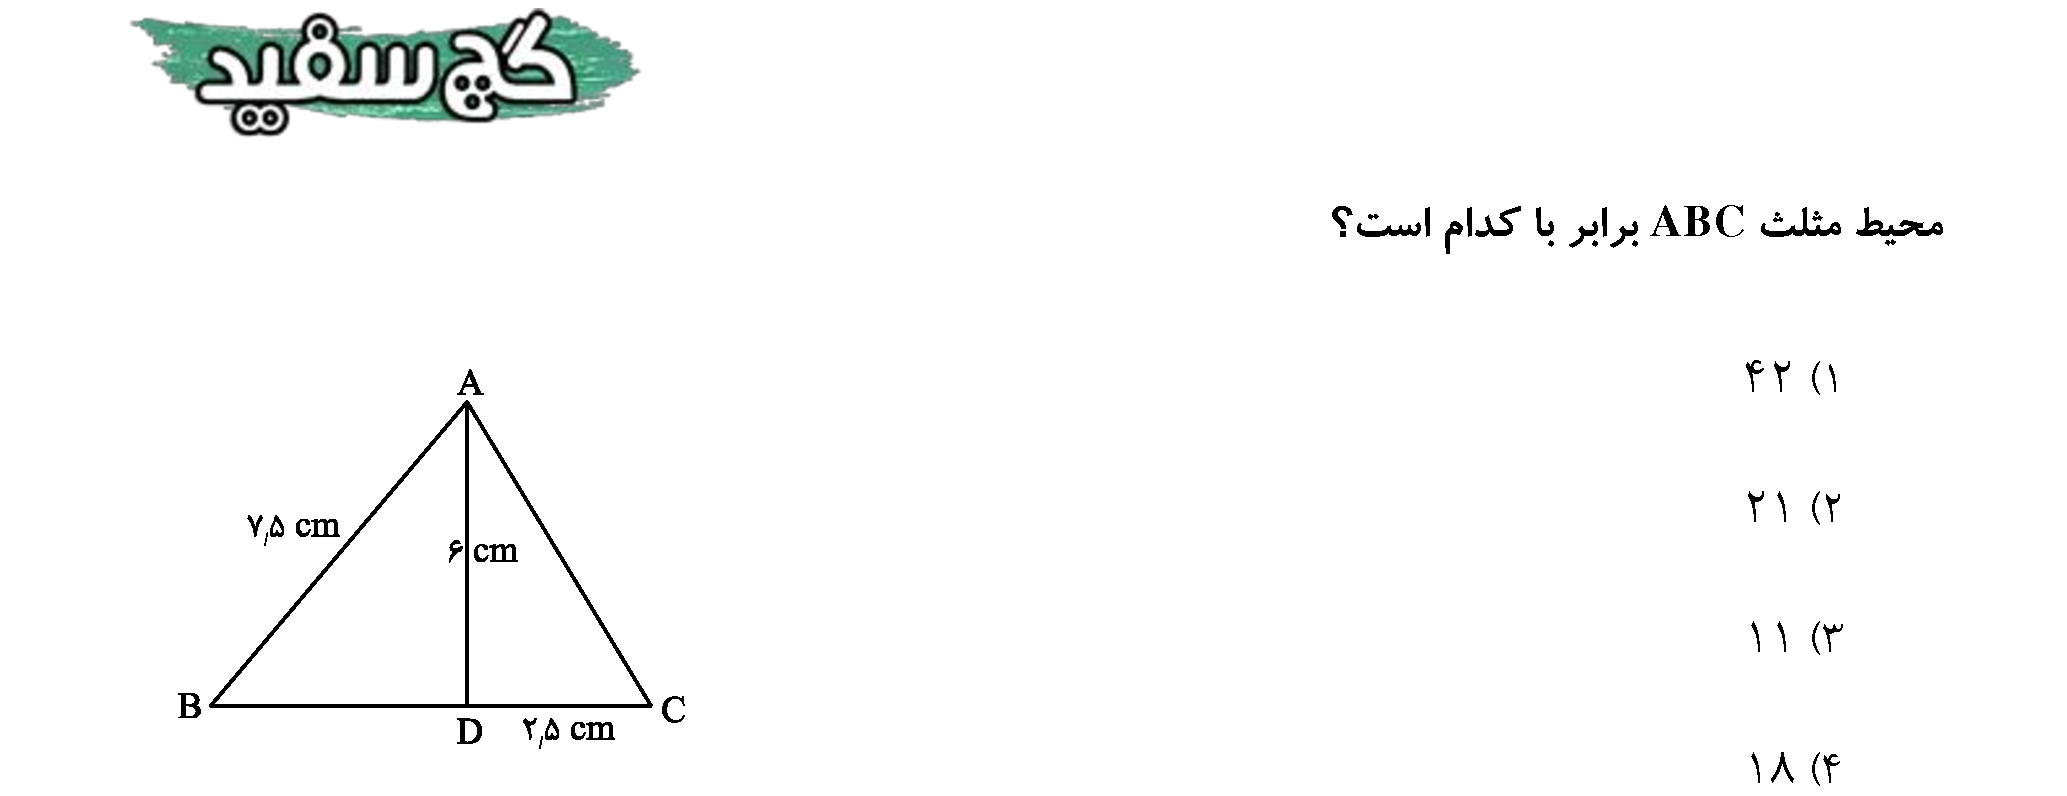 گچ سفید
محیط مثلث ABC برابر با کدام است؟
۱) ۴۲
۲) ۲۱
۳) ۱۱
۴) ۱۸
A
۷٫۵ cm
۶ cm
B
C
D
۲٫۵ cm